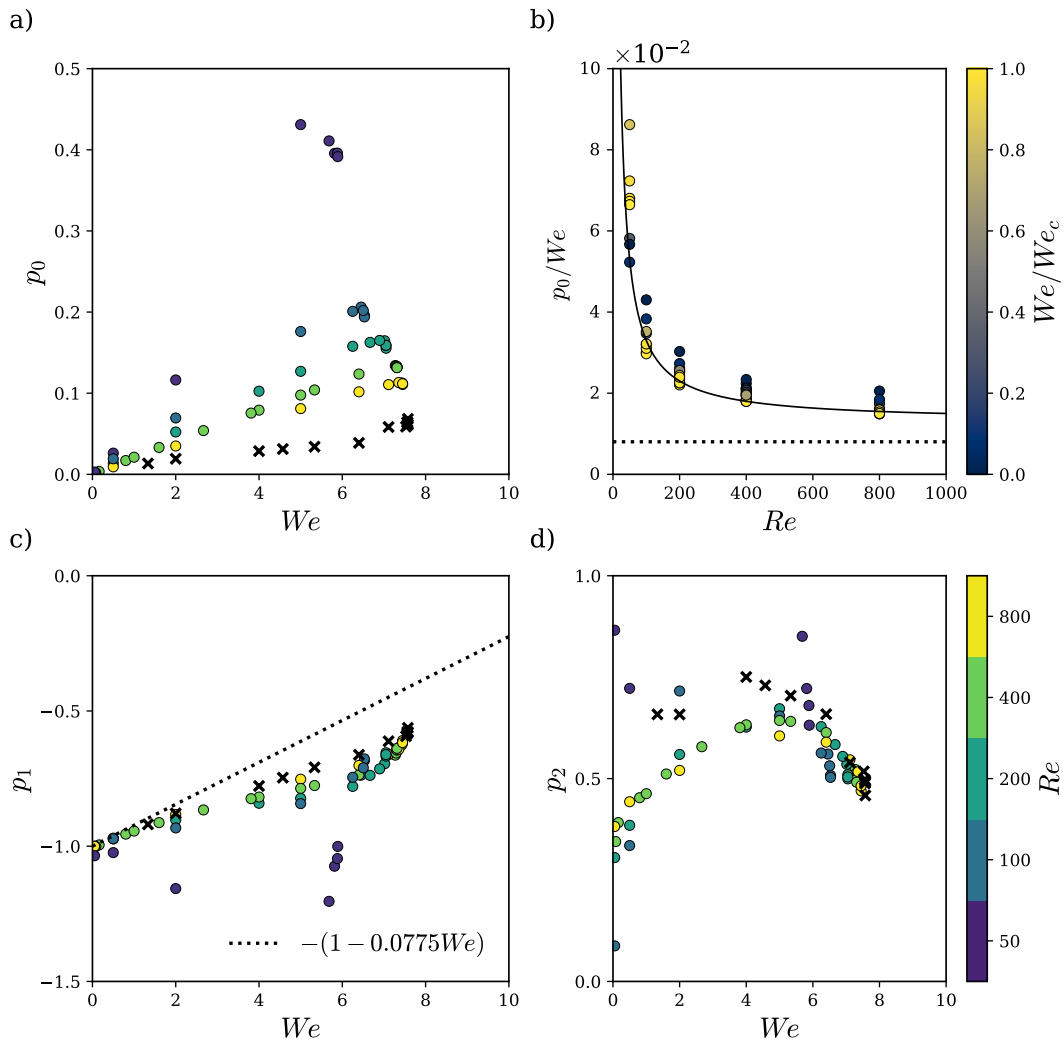 a)
0.5
0.4
0.3
0.2
0.1
0.0
p₀
0 2 4 6 8 10
We
b)
×10⁻²
10
8
6
4
2
0
p₀/We
0 200 400 600 800 1000
Re
1.0
0.8
0.6
0.4
0.2
0.0
We/We_c
c)
0.0
−0.5
−1.0
−1.5
p₁
−(1 − 0.0775We)
0 2 4 6 8 10
We
d)
1.0
0.5
0.0
p₂
0 2 4 6 8 10
We
800
400
200
100
50
Re